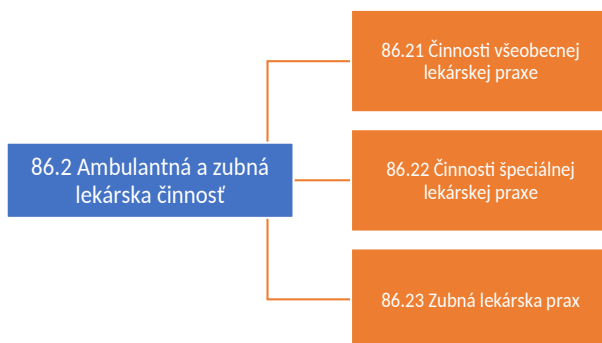 86.21 Činnosti všeobecnej
lekárskej praxe
86.2 Ambulantná a zubná
lekárska činnosť
86.22 Činnosti špeciálnej
lekárskej praxe
86.23 Zubná lekárska prax